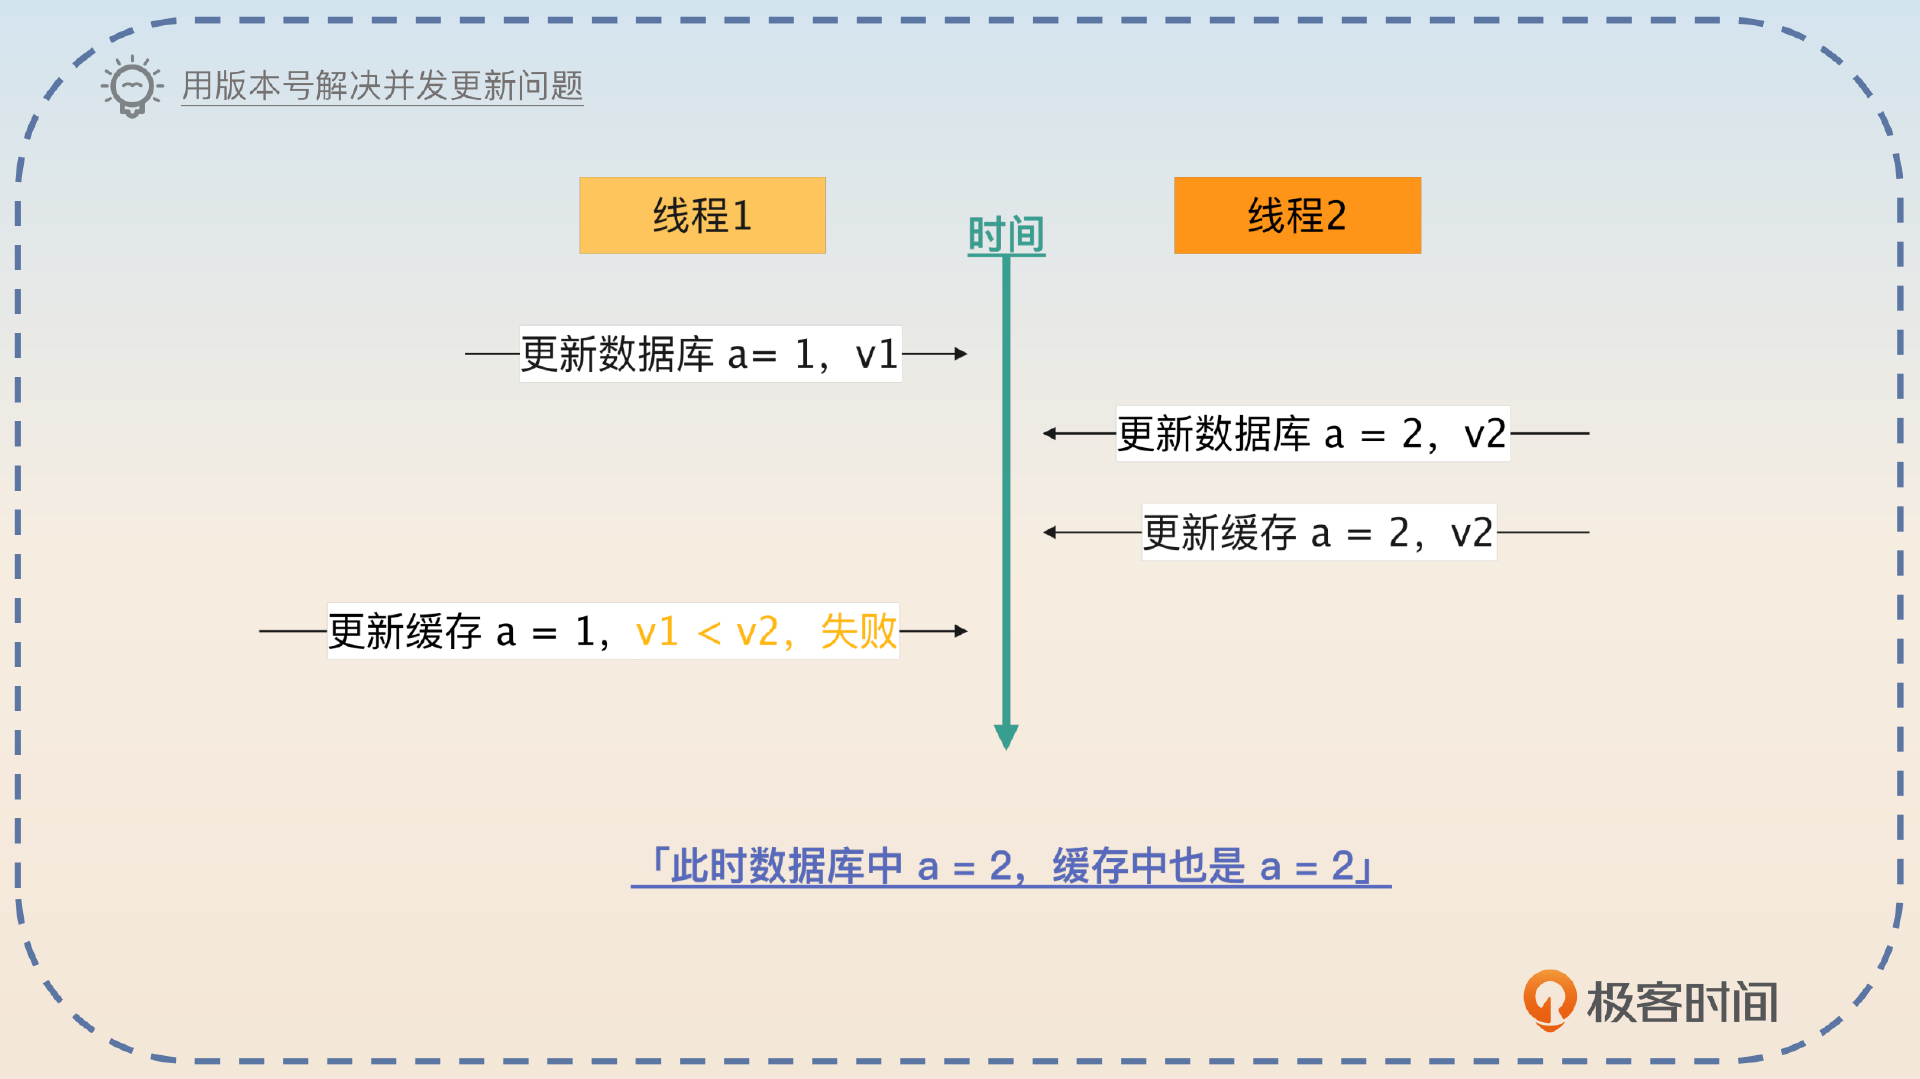 用版本号解决并发更新问题
线程1
时间
线程2
更新数据库 a= 1，v1
更新数据库 a = 2，v2
更新缓存 a = 2，v2
更新缓存 a = 1，v1 < v2，失败
「此时数据库中 a = 2，缓存中也是 a = 2」
极客时间